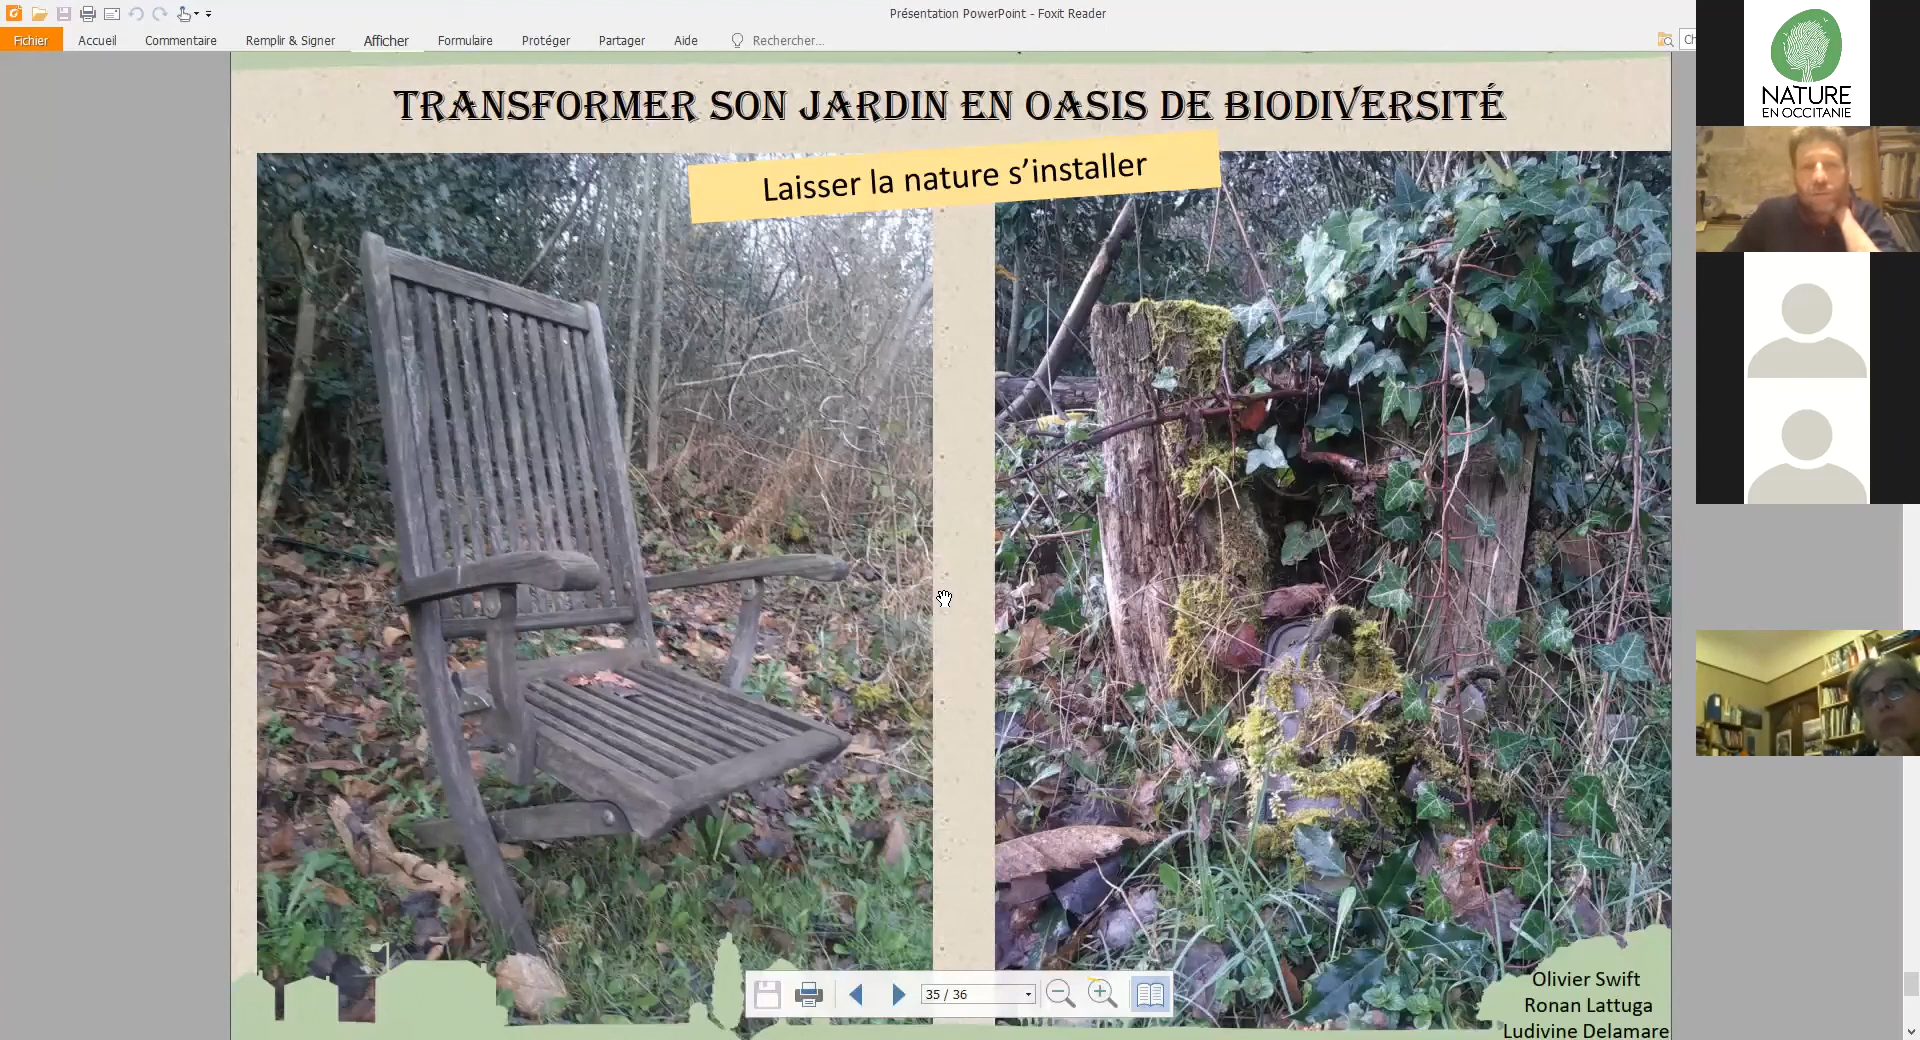 Présentation PowerPoint - Foxit Reader
Fichier
Accueil
Commentaire
Remplir & Signer
Afficher
Formulaire
Protéger
Partager
Aide
Rechercher...
Ch
NATURE
EN OCCITANIE
TRANSFORMER SON JARDIN EN OASIS DE BIODIVERSITÉ
Laisser la nature s’installer
35 / 36
Olivier Swift
Ronan Lattuga
Ludivine Delamare